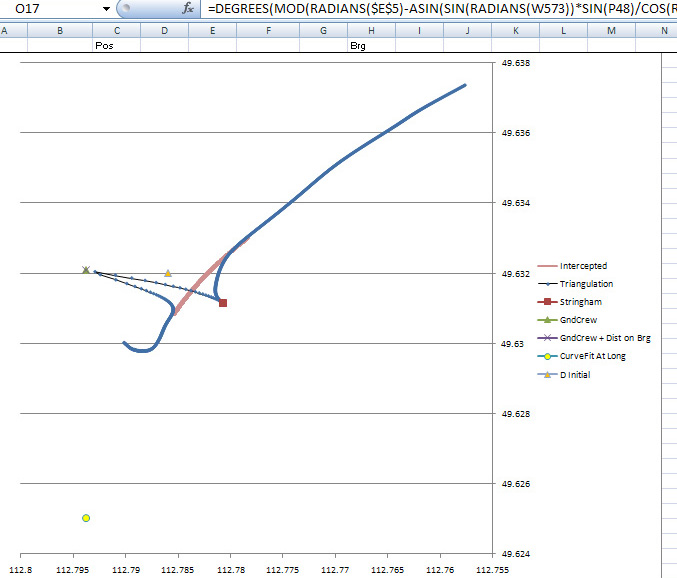 O17 fx =DEGREES(MOD(RADIANS($E$5)-ASIN(SIN(RADIANS(W573))*SIN(P48)/COS(R
A B C D E F G H I J K L M N
Pos Brg
49.638
49.636
49.634
49.632
49.63
49.628
49.626
49.624
Intercepted
Triangulation
Stringham
GndCrew
GndCrew + Dist on Brg
CurveFit At Long
D Initial
112.8 112.795 112.79 112.785 112.78 112.775 112.77 112.765 112.76 112.755